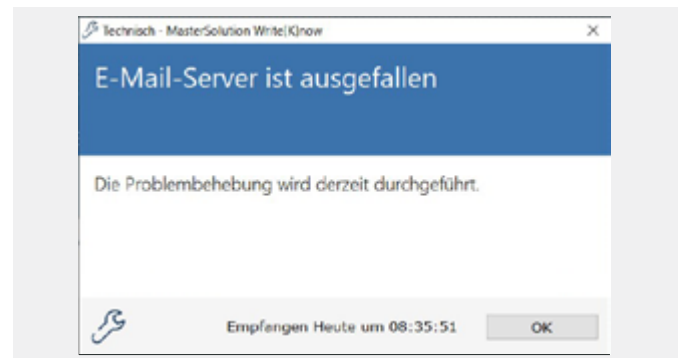 Technisch - MasterSolution Write(K)now
E-Mail-Server ist ausgefallen
Die Problembehebung wird derzeit durchgeführt.
Empfangen Heute um 08:35:51
OK